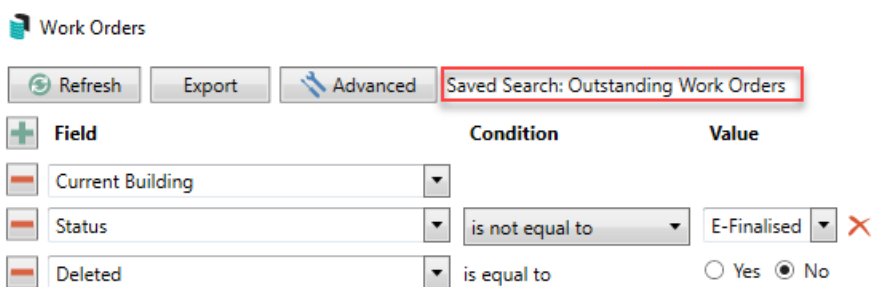 Work Orders
Refresh Export Advanced Saved Search: Outstanding Work Orders
Field Condition Value
Current Building
Status is not equal to E-Finalised
Deleted is equal to Yes No